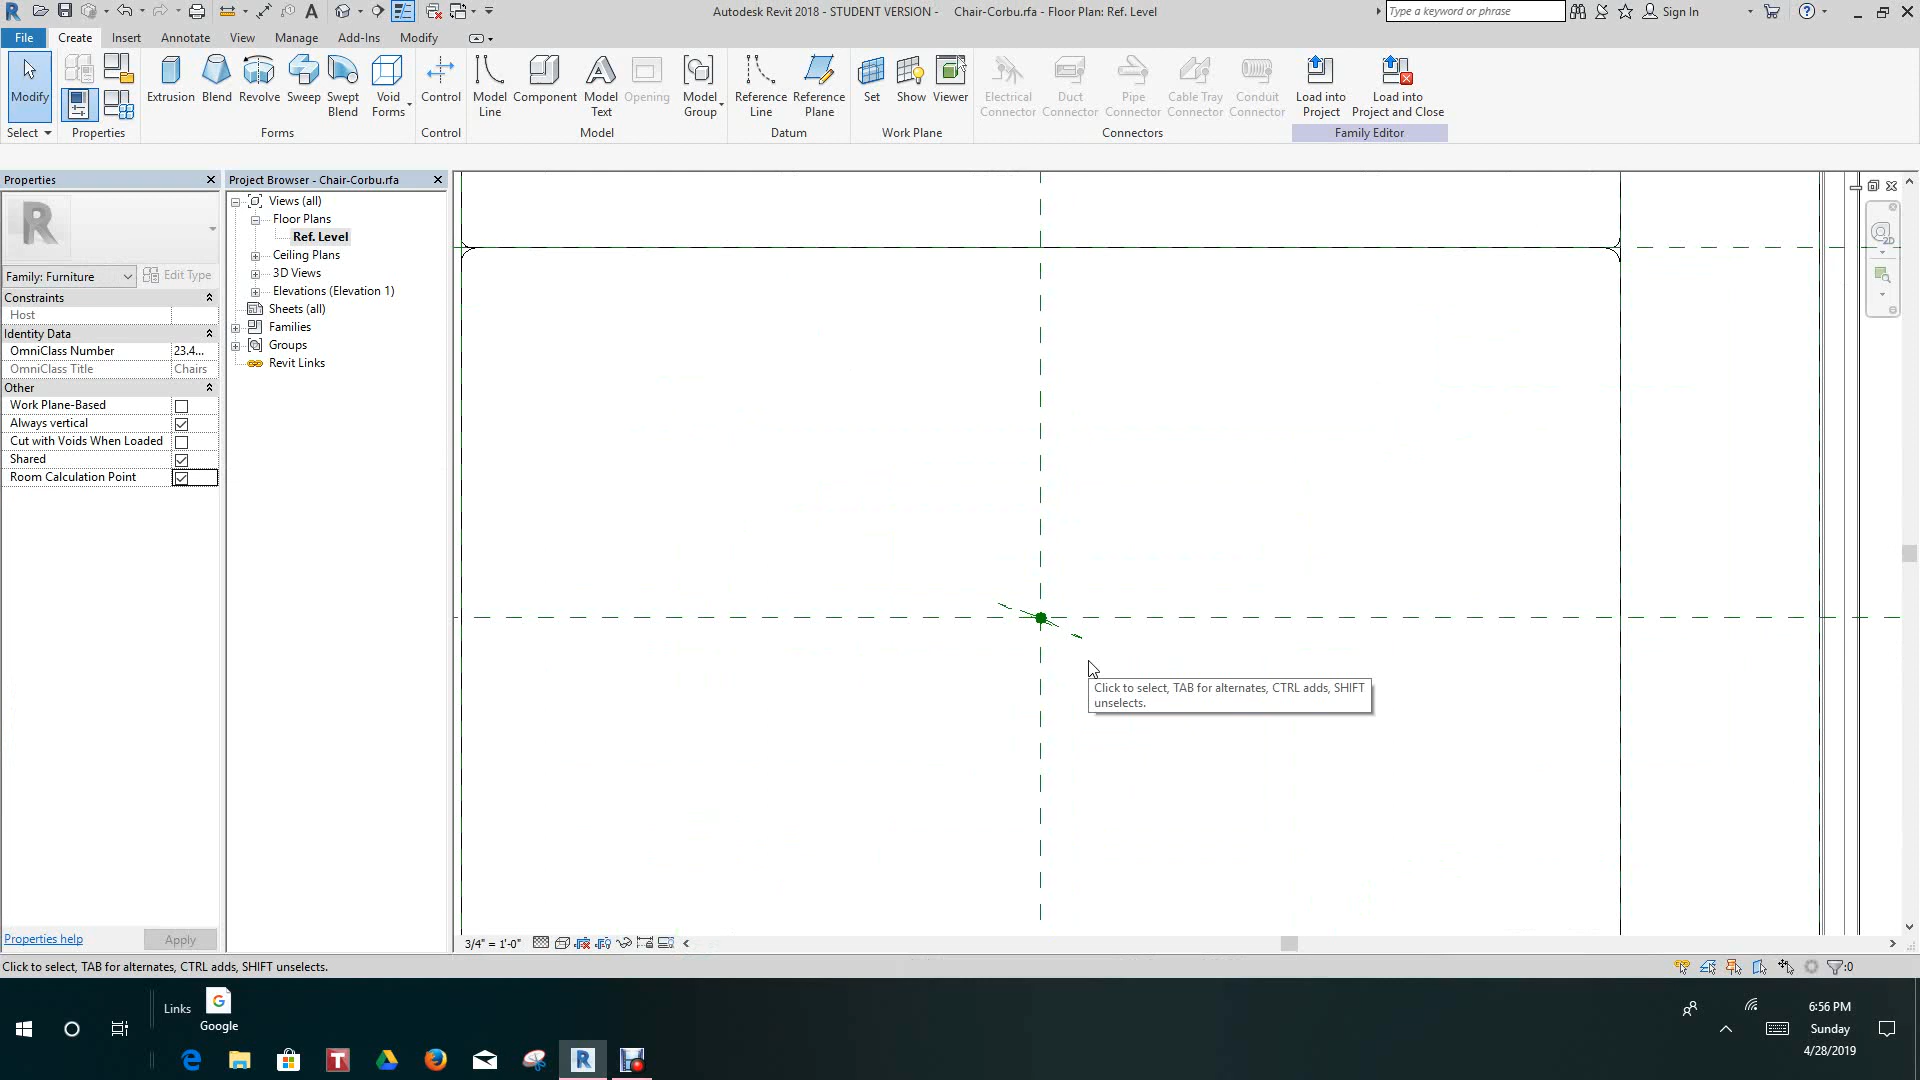 Autodesk Revit 2018 - STUDENT VERSION - Chair-Corbu.rfa - Floor Plan: Ref. Level
Type a keyword or phrase
Sign In
File Create Insert Annotate View Manage Add-Ins Modify
Modify
Extrusion Blend Revolve Sweep Swept Blend Void Forms
Control
Model Line Component Model Text Opening Model Group
Reference Line Reference Plane
Set Show Viewer
Electrical Connector Duct Connector Pipe Connector Cable Tray Connector Conduit Connector
Load into Project Load into Project and Close
Select Properties Forms Control Model Datum Work Plane Connectors Family Editor
Properties
Family: Furniture Edit Type
Constraints
Host
Identity Data
OmniClass Number 23.4...
OmniClass Title Chairs
Other
Work Plane-Based
Always vertical
Cut with Voids When Loaded
Shared
Room Calculation Point
Properties help Apply
Project Browser - Chair-Corbu.rfa
Views (all)
Floor Plans
Ref. Level
Ceiling Plans
3D Views
Elevations (Elevation 1)
Sheets (all)
Families
Groups
Revit Links
2D
Click to select, TAB for alternates, CTRL adds, SHIFT
unselects.
3/4" = 1'-0"
Click to select, TAB for alternates, CTRL adds, SHIFT unselects.
:0
Links
Google
6:56 PM
Sunday
4/28/2019